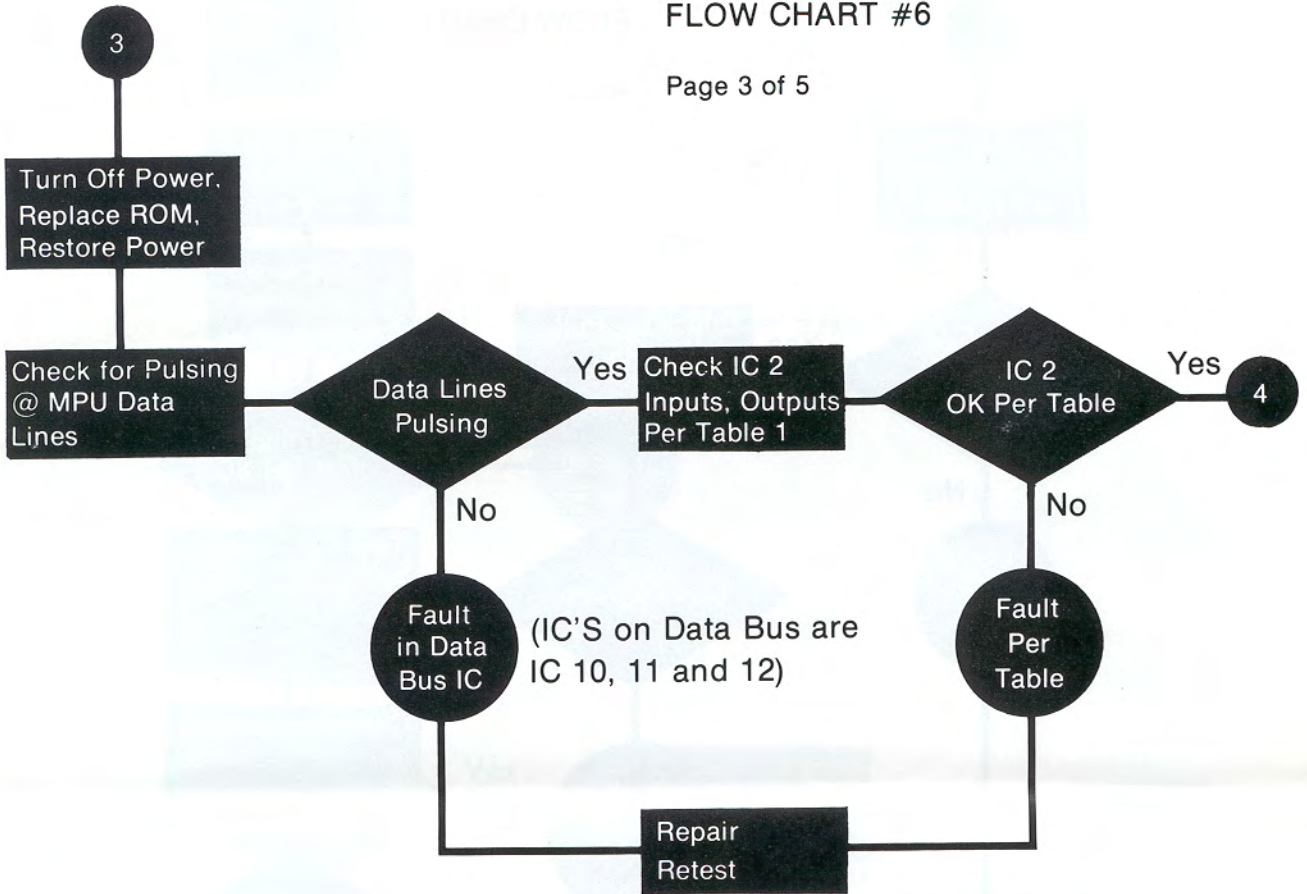 FLOW CHART #6
Page 3 of 5
3
Turn Off Power,
Replace ROM,
Restore Power
Check for Pulsing
@ MPU Data
Lines
Data Lines
Pulsing
Yes
Check IC 2
Inputs, Outputs
Per Table 1
IC 2
OK Per Table
Yes
4
No
No
Fault
in Data
Bus IC
(IC'S on Data Bus are
IC 10, 11 and 12)
Fault
Per
Table
Repair
Retest